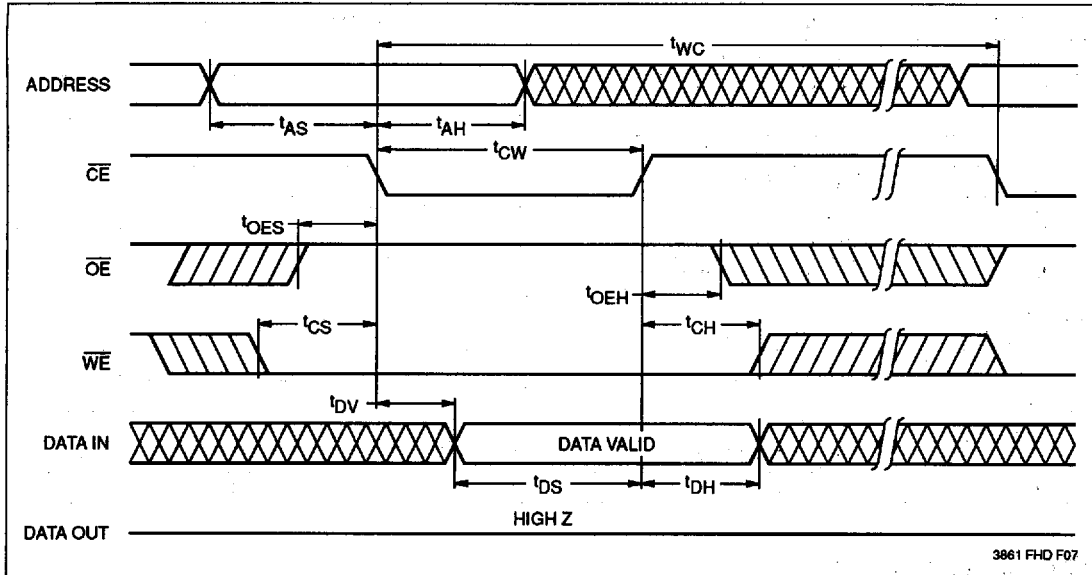 tWC
ADDRESS
tAS
tAH
tCW
CE
tOES
OE
tOEH
tCS
tCH
WE
tDV
DATA IN
DATA VALID
tDS
tDH
HIGH Z
DATA OUT
3861 FHD F07